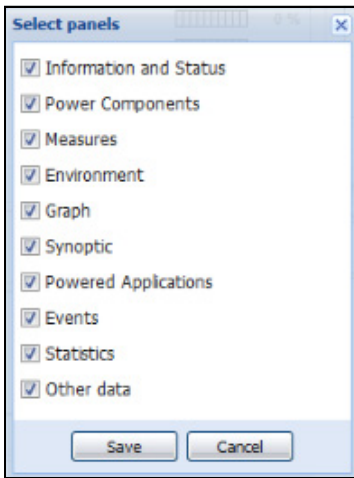 Select panels 0 %
Information and Status
Power Components
Measures
Environment
Graph
Synoptic
Powered Applications
Events
Statistics
Other data
Save Cancel